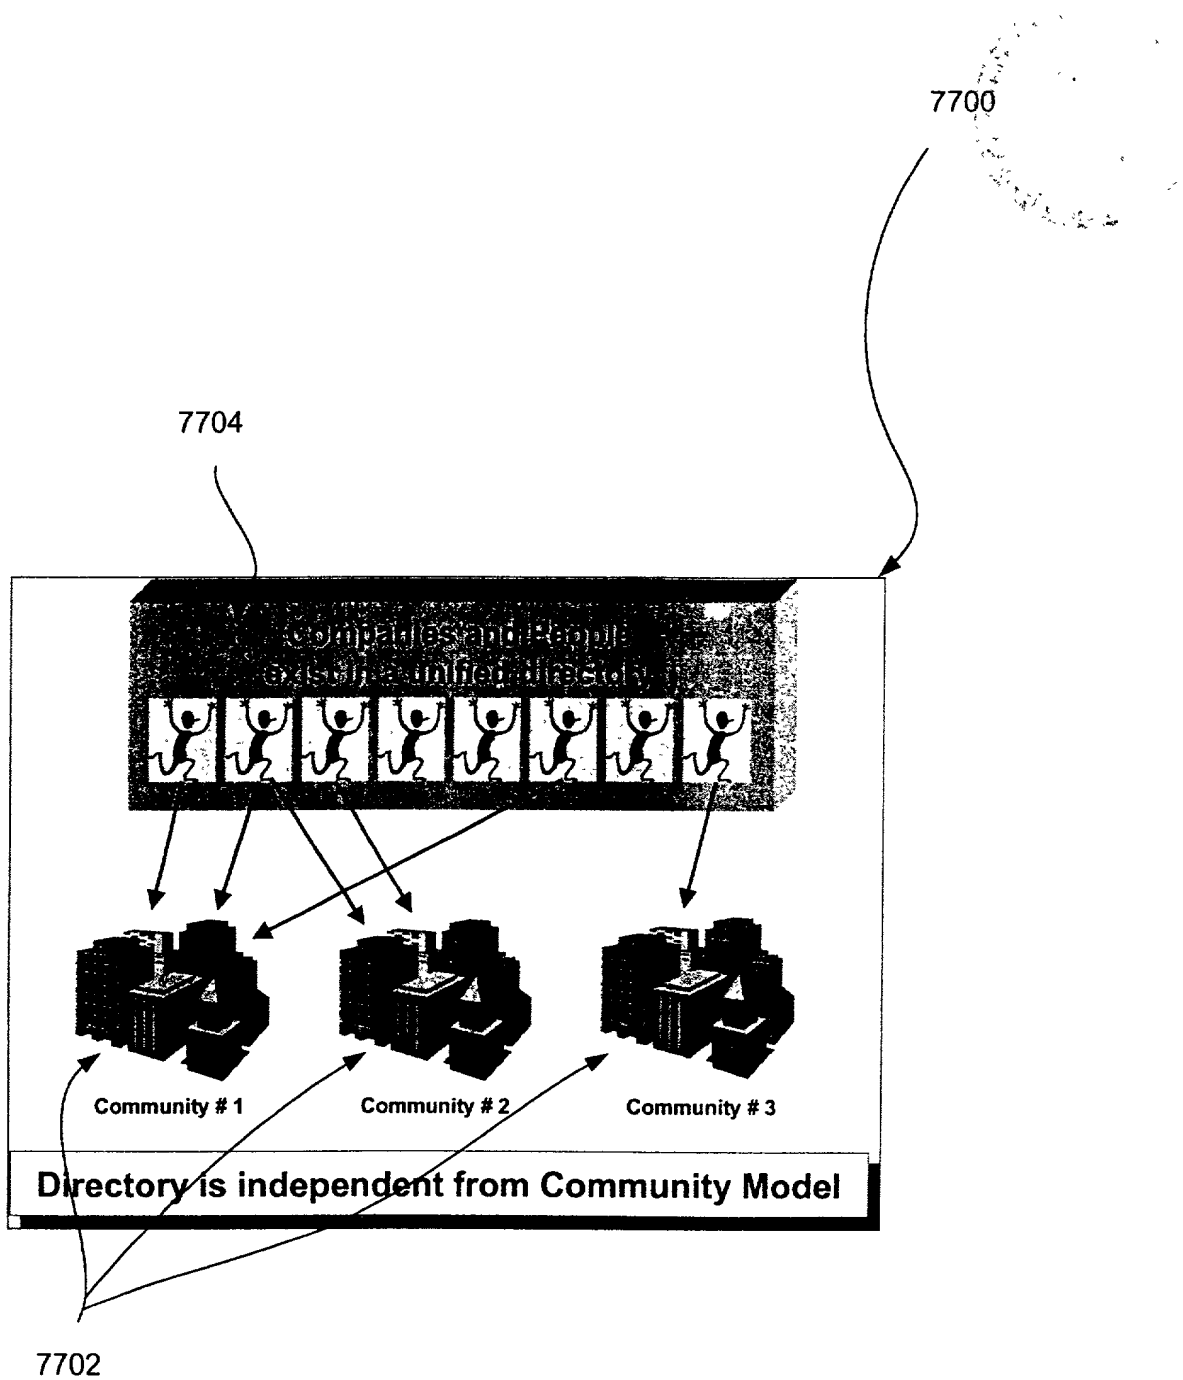 7700
7704
Companies and People
exist in a unified directory
Community # 1
Community # 2
Community # 3
Directory is independent from Community Model
7702